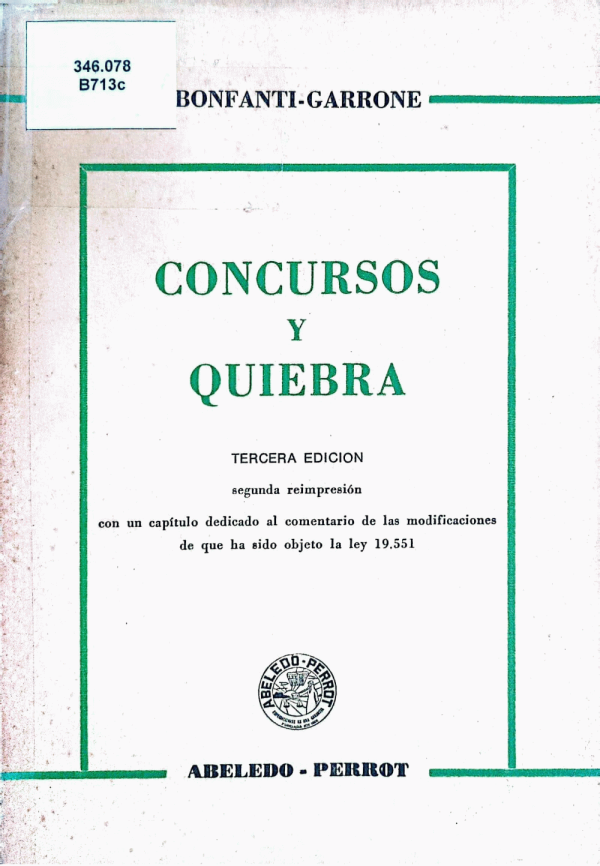 346.078
B713c
BONFANTI-GARRONE
CONCURSOS
Y
QUIEBRA
TERCERA EDICION
segunda reimpresión
con un capítulo dedicado al comentario de las modificaciones
de que ha sido objeto la ley 19.551
ABELEDO-PERROT
ABELEDO - PERROT